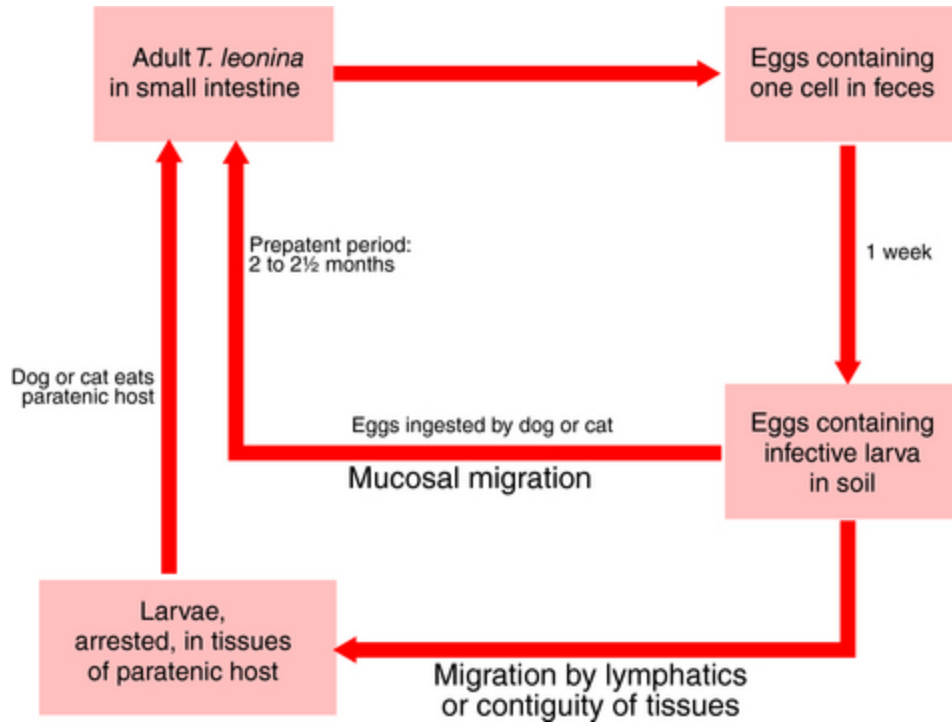 Adult T. leonina
in small intestine
Eggs containing
one cell in feces
Prepatent period:
2 to 2½ months
1 week
Dog or cat eats
paratenic host
Eggs ingested by dog or cat
Mucosal migration
Eggs containing
infective larva
in soil
Larvae,
arrested, in tissues
of paratenic host
Migration by lymphatics
or contiguity of tissues